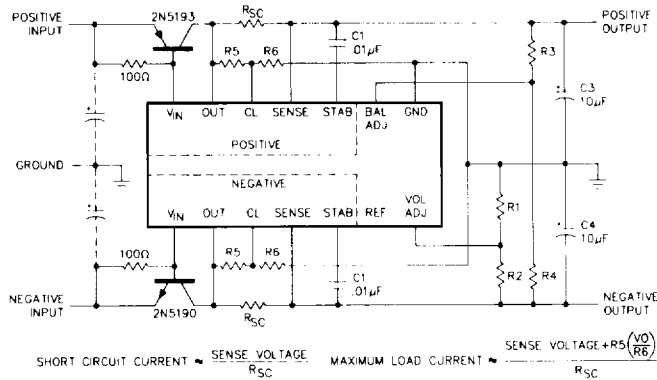 POSITIVE INPUT
2N5193
RSC
POSITIVE OUTPUT
100Ω
R5
R6
C1
.01µF
R3
C3
10µF
VIN
OUT
CL
SENSE
STAB
BAL ADJ
GND
POSITIVE
GROUND
NEGATIVE
VIN
OUT
CL
SENSE
STAB
REF
VOL ADJ
R1
100Ω
R5
R6
C1
.01µF
R2
R4
C4
10µF
NEGATIVE INPUT
2N5190
RSC
NEGATIVE OUTPUT
SHORT CIRCUIT CURRENT ≈ SENSE VOLTAGE / RSC
MAXIMUM LOAD CURRENT ≈ SENSE VOLTAGE + R5 (VO / R6) / RSC